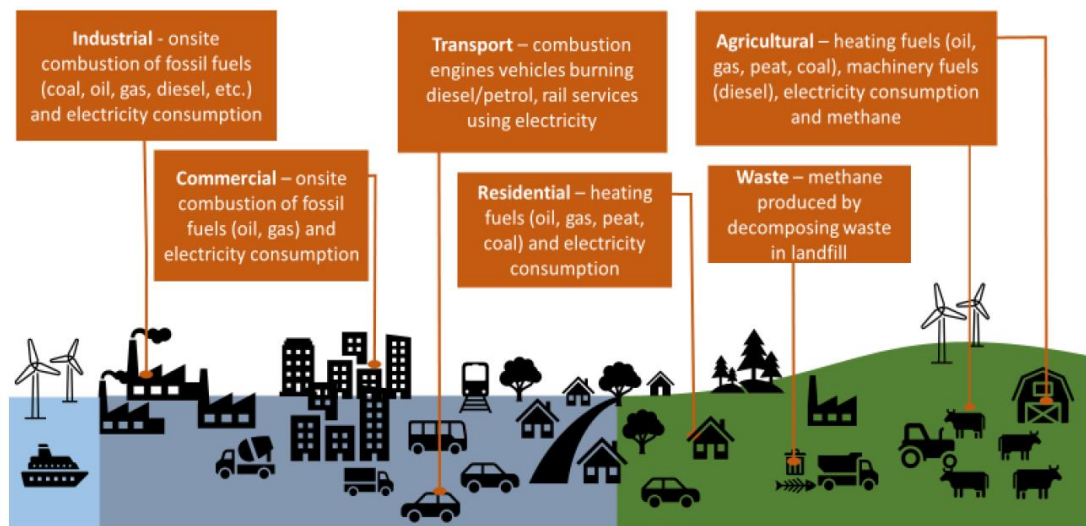 Industrial - onsite
combustion of fossil fuels
(coal, oil, gas, diesel, etc.)
and electricity consumption
Transport – combustion
engines vehicles burning
diesel/petrol, rail services
using electricity
Agricultural – heating fuels (oil,
gas, peat, coal), machinery fuels
(diesel), electricity consumption
and methane
Commercial – onsite
combustion of fossil
fuels (oil, gas) and
electricity consumption
Residential – heating
fuels (oil, gas, peat,
coal) and electricity
consumption
Waste – methane
produced by
decomposing waste
in landfill